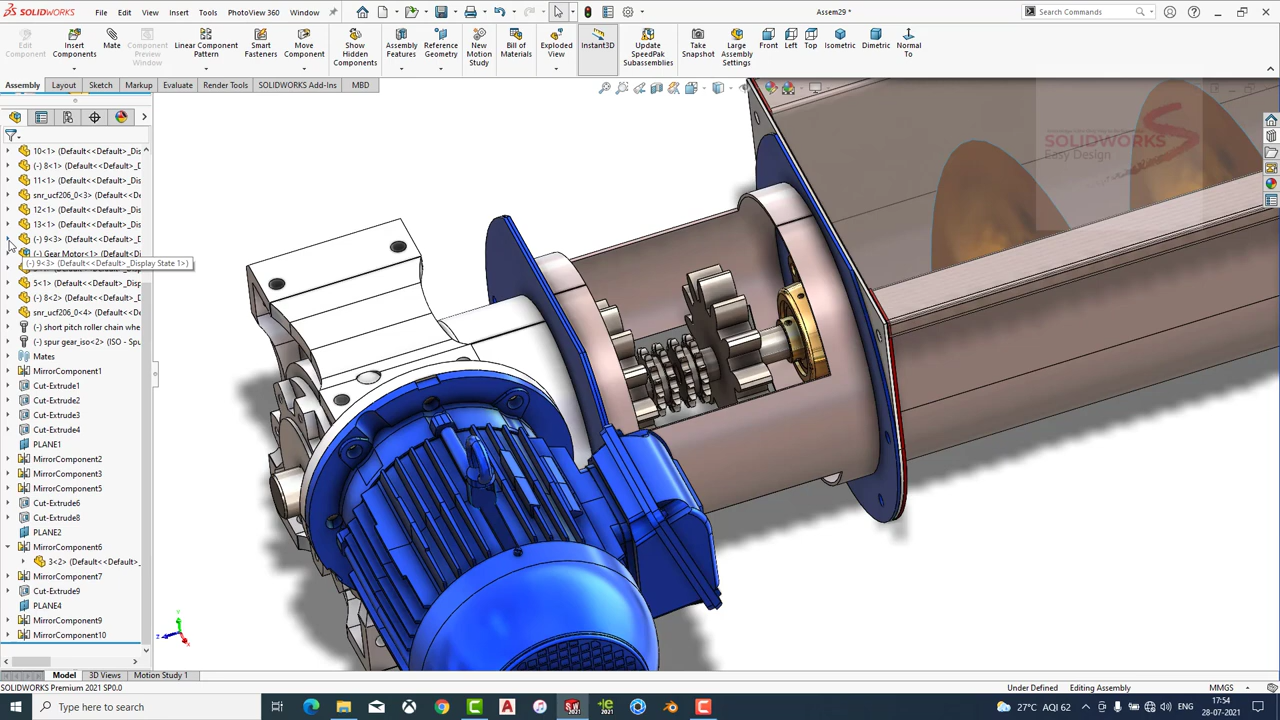 SOLIDWORKS
File Edit View Insert Tools PhotoView 360 Window
Assem29 *
Search Commands
Edit Component
Insert Components
Mate
Component Preview Window
Linear Component Pattern
Smart Fasteners
Move Component
Show Hidden Components
Assembly Features
Reference Geometry
New Motion Study
Bill of Materials
Exploded View
Instant3D
Update SpeedPak Subassemblies
Take Snapshot
Large Assembly Settings
Front
Left
Top
Isometric
Dimetric
Normal To
Assembly Layout Sketch Markup Evaluate Render Tools SOLIDWORKS Add-Ins MBD
10<1> (Default<<Default>_Dis
(-) 8<1> (Default<<Default>_D
11<1> (Default<<Default>_Dis
snr_ucf206_0<3> (Default<<De
12<1> (Default<<Default>_Dis
13<1> (Default<<Default>_Dis
(-) 9<3> (Default<<Default>_D
(-) Gear Motor<1> (Default<Di
(-) 9<3> (Default<<Default>_Display State 1>)
5<1> (Default<<Default>_Disp
(-) 8<2> (Default<<Default>_D
snr_ucf206_0<4> (Default<<De
(-) short pitch roller chain whe
(-) spur gear_iso<2> (ISO - Spu
Mates
MirrorComponent1
Cut-Extrude1
Cut-Extrude2
Cut-Extrude3
Cut-Extrude4
PLANE1
MirrorComponent2
MirrorComponent3
MirrorComponent5
Cut-Extrude6
Cut-Extrude8
PLANE2
MirrorComponent6
3<2> (Default<<Default>_
MirrorComponent7
Cut-Extrude9
PLANE4
MirrorComponent9
MirrorComponent10
SOLIDWORKS
Easy Design
Model 3D Views Motion Study 1
SOLIDWORKS Premium 2021 SP0.0
Under Defined Editing Assembly MMGS
Type here to search
27°C AQI 62
ENG
17:54
28-07-2021